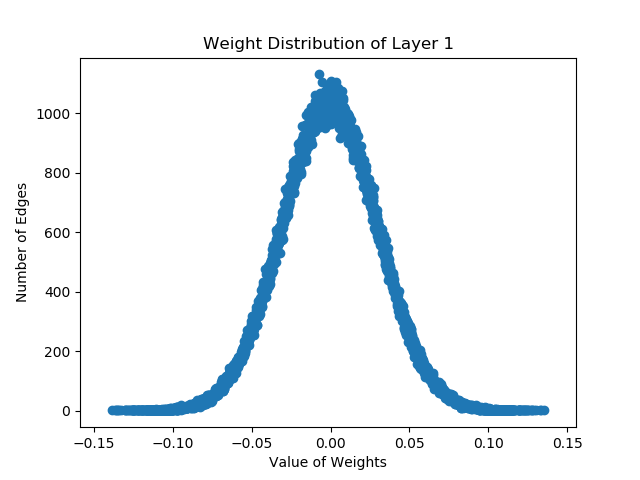 Weight Distribution of Layer 1
Number of Edges
1000
800
600
400
200
0
−0.15 −0.10 −0.05 0.00 0.05 0.10 0.15
Value of Weights